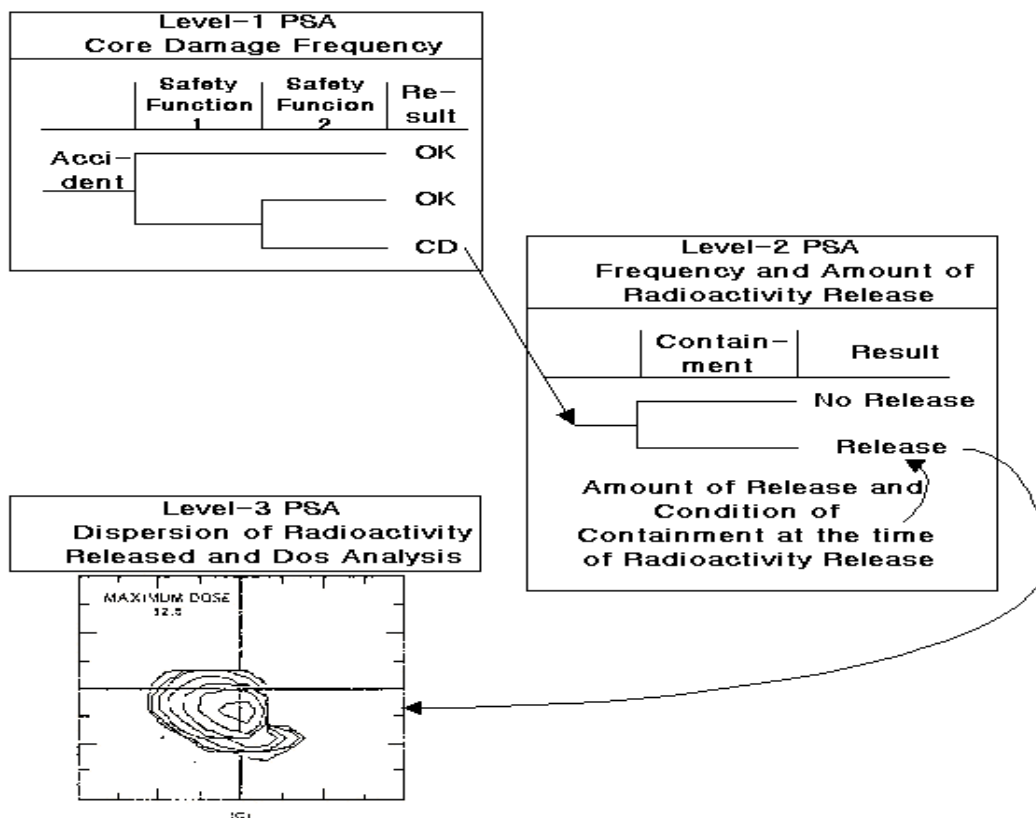 Level-1 PSA
Core Damage Frequency
Safety Function 1
Safety Funcion 2
Re-
sult
Acci-
dent
OK
OK
CD
Level-2 PSA
Frequency and Amount of
Radioactivity Release
Contain-
ment
Result
No Release
Release
Amount of Release and
Condition of
Containment at the time
of Radioactivity Release
Level-3 PSA
Dispersion of Radioactivity
Released and Dos Analysis
MAXIMUM DOSE